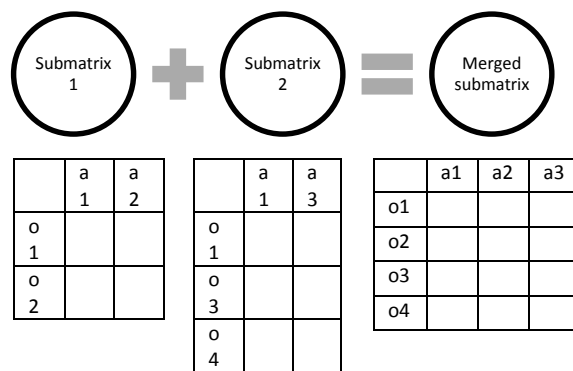 Submatrix
1
Submatrix
2
Merged
submatrix
a
1
a
2
o
1
o
2
a
1
a
3
o
1
o
3
o
4
a1 a2 a3
o1
o2
o3
o4